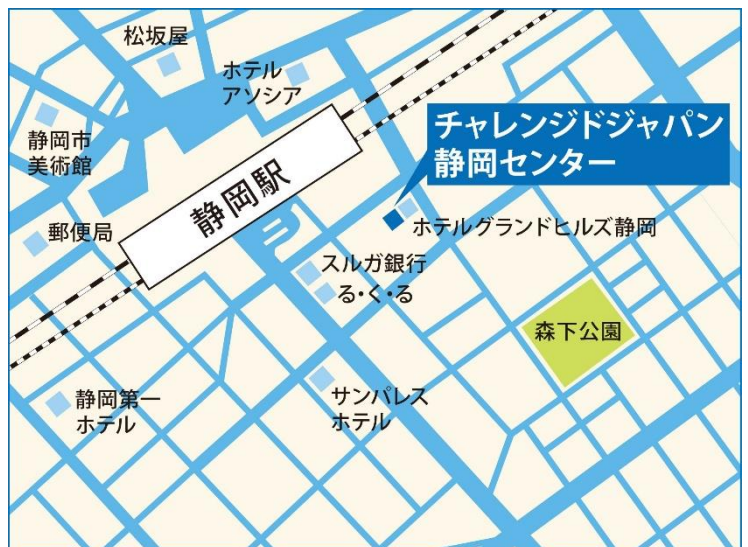 松坂屋
ホテル
アソシア
静岡市
美術館
チャレンジドジャパン
静岡センター
静岡駅
郵便局
ホテルグランドヒルズ静岡
スルガ銀行
る・く・る
森下公園
静岡第一
ホテル
サンパレス
ホテル